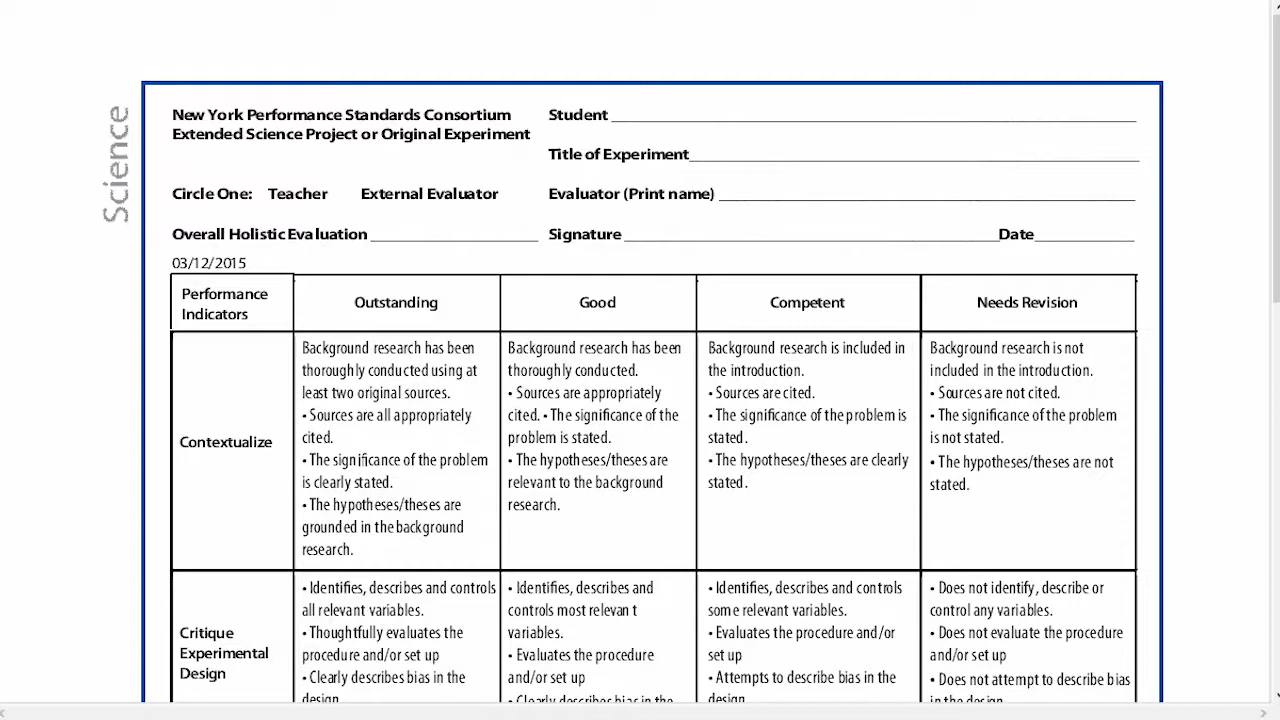 Science
New York Performance Standards Consortium
Extended Science Project or Original Experiment
Student
Title of Experiment
Circle One: Teacher External Evaluator
Evaluator (Print name)
Overall Holistic Evaluation
Signature Date
03/12/2015
Performance
Indicators
Outstanding
Good
Competent
Needs Revision
Contextualize
Background research has been
thoroughly conducted using at
least two original sources.
• Sources are all appropriately
cited.
• The significance of the problem
is clearly stated.
• The hypotheses/theses are
grounded in the background
research.
Background research has been
thoroughly conducted.
• Sources are appropriately
cited. • The significance of the
problem is stated.
• The hypotheses/theses are
relevant to the background
research.
Background research is included in
the introduction.
• Sources are cited.
• The significance of the problem is
stated.
• The hypotheses/theses are clearly
stated.
Background research is not
included in the introduction.
• Sources are not cited.
• The significance of the problem
is not stated.
• The hypotheses/theses are not
stated.
Critique
Experimental
Design
• Identifies, describes and controls
all relevant variables.
• Thoughtfully evaluates the
procedure and/or set up
• Clearly describes bias in the
design.
• Identifies, describes and
controls most relevan t
variables.
• Evaluates the procedure
and/or set up
• Clearly describes bias in the
• Identifies, describes and controls
some relevant variables.
• Evaluates the procedure and/or
set up
• Attempts to describe bias in the
design
• Does not identify, describe or
control any variables.
• Does not evaluate the procedure
and/or set up
• Does not attempt to describe bias
in the design